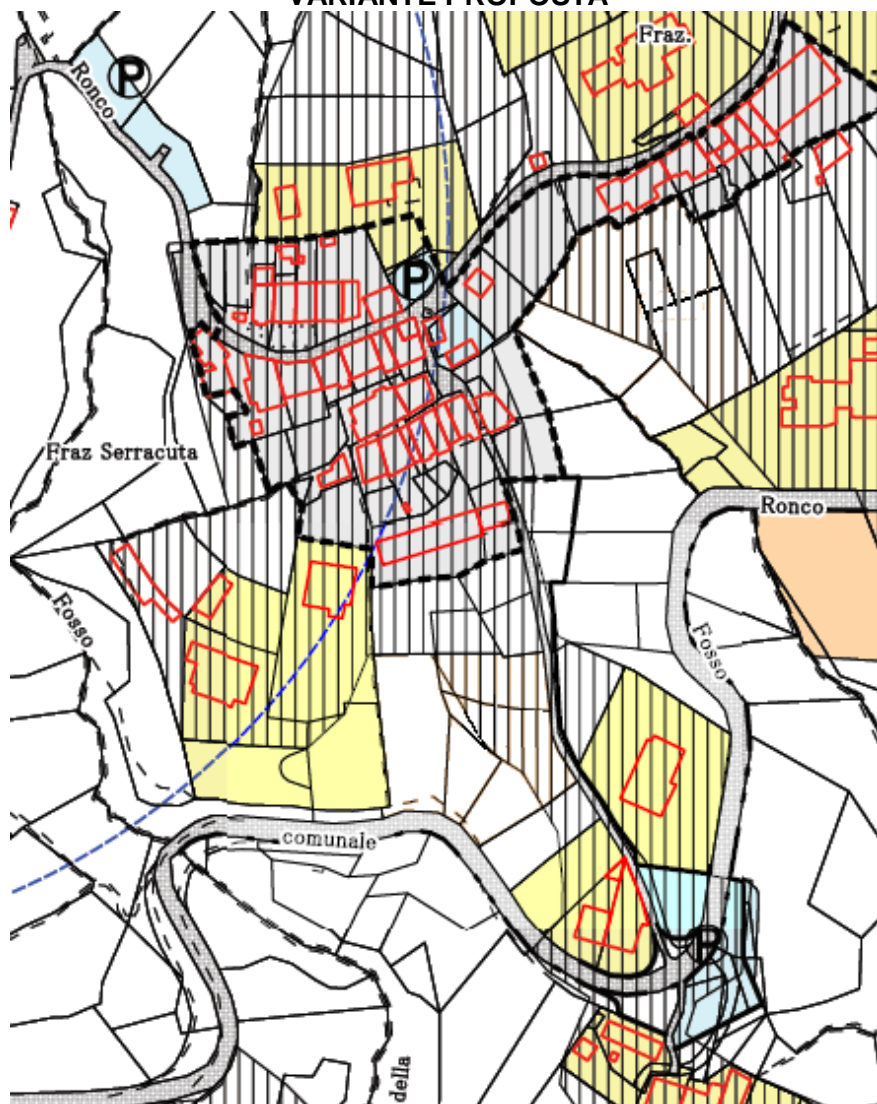 VARIANTE PROPOSTA
Fraz.
P
Ronco
P
Fraz Serracuta
Ronco
Fosso
Fosso
comunale
P
della